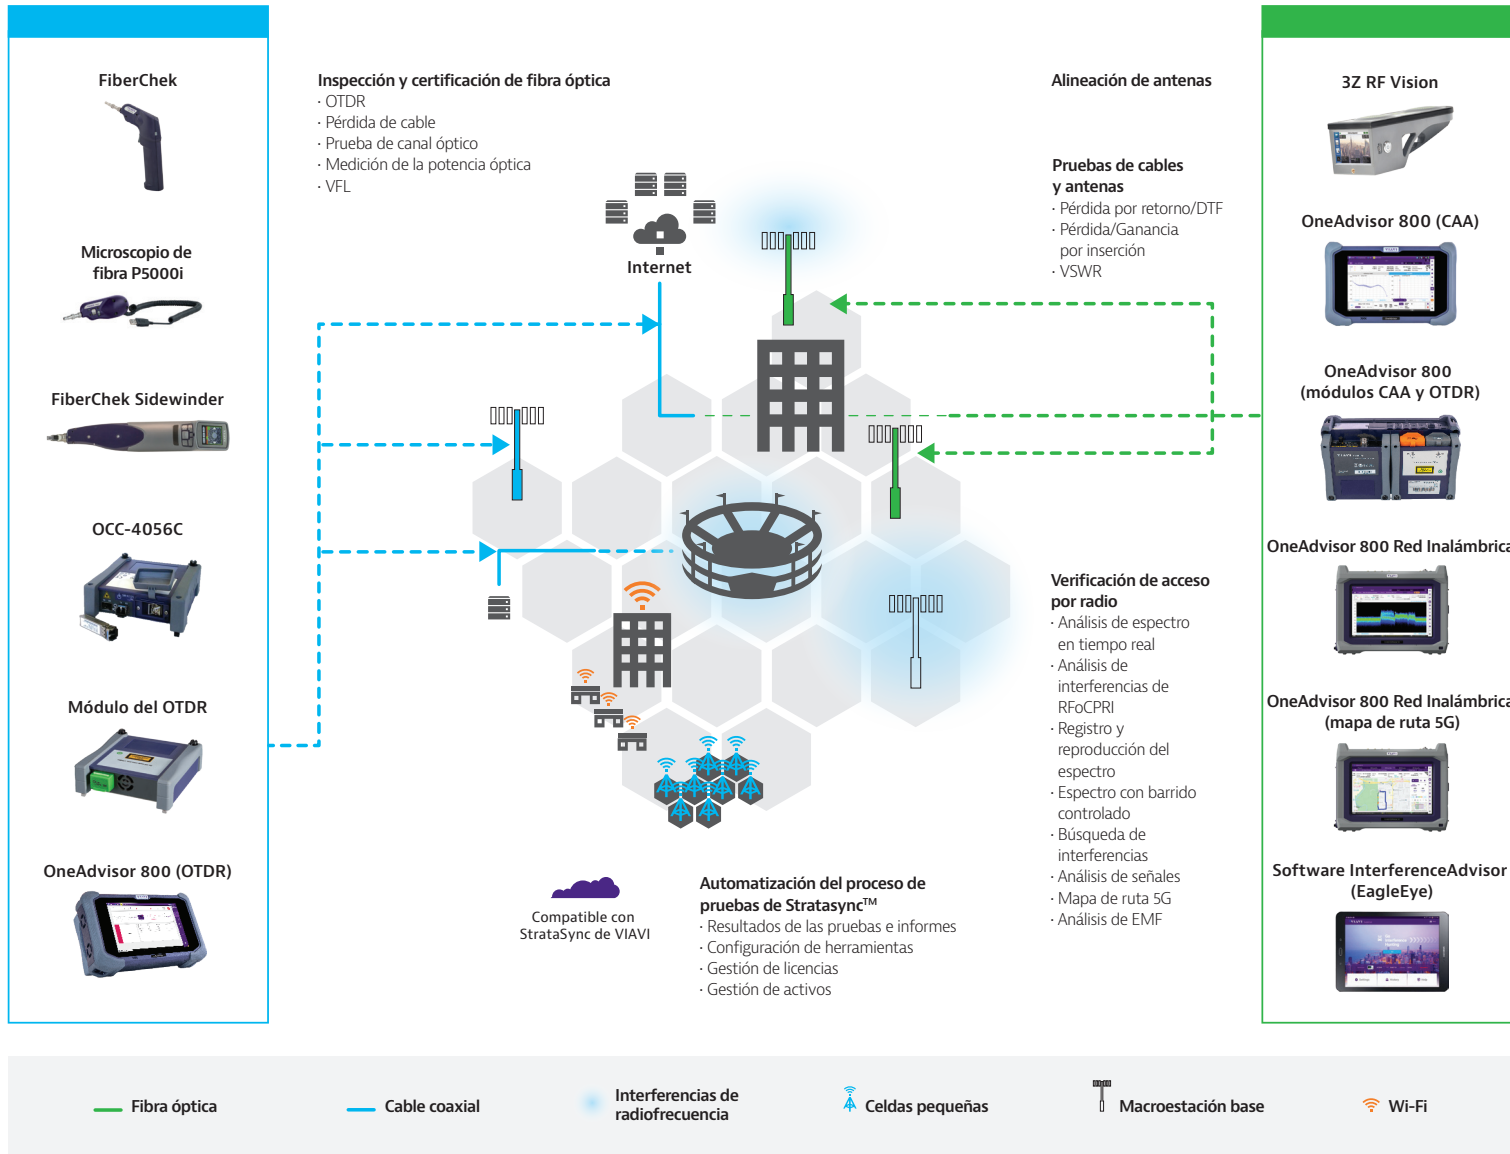 FiberChek
Microscopio de
fibra P5000i
FiberChek Sidewinder
OCC-4056C
Módulo del OTDR
OneAdvisor 800 (OTDR)
Inspección y certificación de fibra óptica
· OTDR
· Pérdida de cable
· Prueba de canal óptico
· Medición de la potencia óptica
· VFL
Internet
Alineación de antenas
Pruebas de cables
y antenas
· Pérdida por retorno/DTF
· Pérdida/Ganancia
por inserción
· VSWR
Verificación de acceso
por radio
· Análisis de espectro
en tiempo real
· Análisis de
interferencias de
RFoCPRI
· Registro y
reproducción del
espectro
· Espectro con barrido
controlado
· Búsqueda de
interferencias
· Análisis de señales
· Mapa de ruta 5G
· Análisis de EMF
Compatible con
StrataSync de VIAVI
Automatización del proceso de
pruebas de Stratasync™
· Resultados de las pruebas e informes
· Configuración de herramientas
· Gestión de licencias
· Gestión de activos
3Z RF Vision
OneAdvisor 800 (CAA)
OneAdvisor 800
(módulos CAA y OTDR)
OneAdvisor 800 Red Inalámbrica
OneAdvisor 800 Red Inalámbrica
(mapa de ruta 5G)
Software InterferenceAdvisor
(EagleEye)
Fibra óptica
Cable coaxial
Interferencias de
radiofrecuencia
Celdas pequeñas
Macroestación base
Wi-Fi